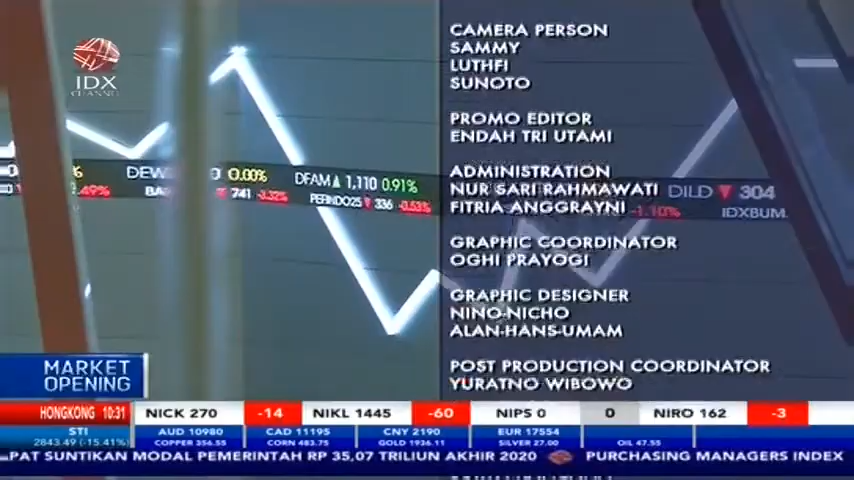 IDX
CHANNEL
CAMERA PERSON
SAMMY
LUTHFI
SUNOTO
PROMO EDITOR
ENDAH TRI UTAMI
ADMINISTRATION
NUR SARI RAHMAWATI
FITRIA ANGGRAYNI
GRAPHIC COORDINATOR
OGHI PRAYOGI
GRAPHIC DESIGNER
NINO-NICHO
ALAN-HANS-UMAM
POST PRODUCTION COORDINATOR
YURATNO WIBOWO
0.00% DFAM ▲ 1,110 0.91% DILD ▼ 304
741 -3.32% PEFINDO25 ▼ 336 -0.53% -1.10% IDXBUM
MARKET
OPENING
HONGKONG 10:31 NICK 270 -14 NIKL 1445 -60 NIPS 0 0 NIRO 162 -3
STI AUD 10980 CAD 11195 CNY 2190 EUR 17554
2843.49 (-15.41%) COPPER 356.55 CORN 483.75 GOLD 1936.11 SILVER 27.00 OIL 47.55
PAT SUNTIKAN MODAL PEMERINTAH RP 35,07 TRILIUN AKHIR 2020 PURCHASING MANAGERS INDEX